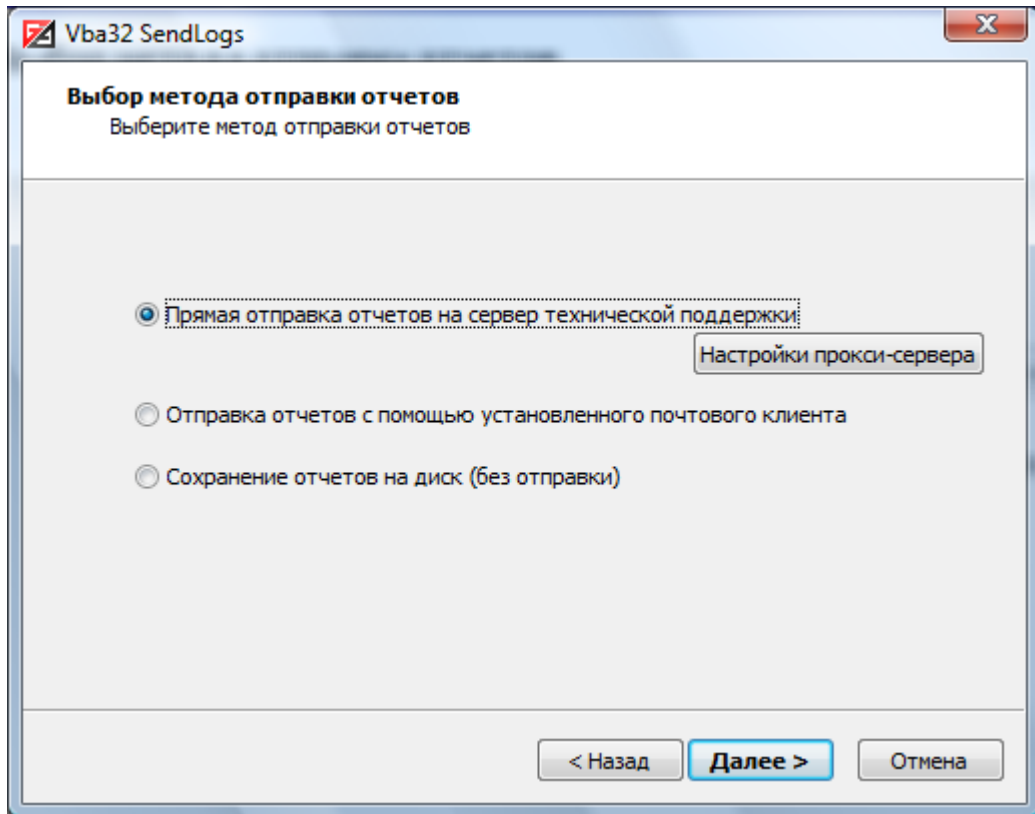 Vba32 SendLogs
Выбор метода отправки отчетов
Выберите метод отправки отчетов
Прямая отправка отчетов на сервер технической поддержки
Настройки прокси-сервера
Отправка отчетов с помощью установленного почтового клиента
Сохранение отчетов на диск (без отправки)
< Назад
Далее >
Отмена